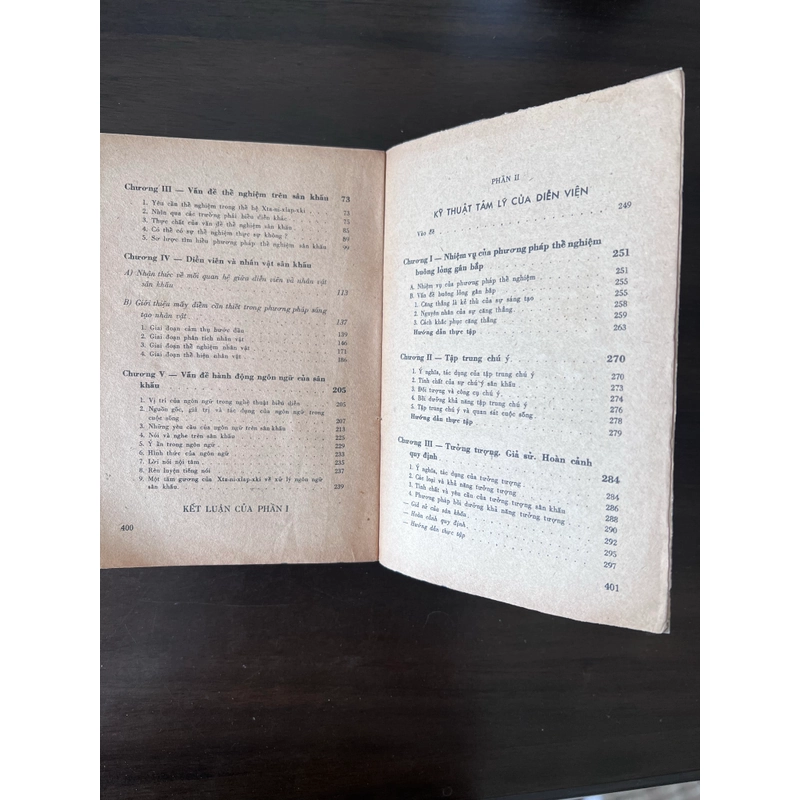 Chương III — Vấn đề thể nghiệm trên sân khấu 73
1. Yêu cầu thể nghiệm trong thể hệ Xta-ni-xlap-xki . 73
2. Nhìn qua các trường phái biểu diễn khác . 75
3. Thực chất của vấn đề thể nghiệm sân khấu . 85
4. Có thể có sự thể nghiệm thực sự không ? . 89
5. Sơ lược tìm hiểu phương pháp thể nghiệm sân khấu 99
Chương IV — Diễn viên và nhân vật sân khấu
A) Nhận thức về mối quan hệ giữa diễn viên và nhân vật
sân khấu 113
B) Giới thiệu mấy điểm cần thiết trong phương pháp sáng
tạo nhân vật . 137
1. Giai đoạn cảm thụ bước đầu 139
2. Giai đoạn phân tích nhân vật 146
3. Giai đoạn thể nghiệm nhân vật 171
4. Giai đoạn thể hiện nhân vật . 186
Chương V — Vấn đề hành động ngôn ngữ của sân
khấu 205
1. Vị trí của ngôn ngữ trong nghệ thuật biểu diễn 205
2. Nguồn gốc, giá trị và tác dụng của ngôn ngữ trong
cuộc sống 207
3. Những yêu cầu của ngôn ngữ trên sân khấu 213
4. Nói và nghe trên sân khấu 225
5. Ý ẩn trong ngôn ngữ . 229
6. Hình thức của ngôn ngữ 233
7. Lời nói nội tâm . 235
8. Rèn luyện tiếng nói 237
9. Một tấm gương của Xta-ni-xlap-xki về xử lý ngôn ngữ
sân khấu. 239
KẾT LUẬN CỦA PHẦN I
400
PHẦN II
KỸ THUẬT TÂM LÝ CỦA DIỄN VIÊN
Vào đề. 249
Chương I — Nhiệm vụ của phương pháp thể nghiệm
buông lỏng gân bắp 251
A. Nhiệm vụ của phương pháp thể nghiệm . 251
B. Vấn đề buông lỏng gân bắp 255
1. Căng thẳng là kẻ thù của sự sáng tạo 255
2. Nguyên nhân của sự căng thẳng. 258
3. Cách khắc phục căng thẳng. 259
Hướng dẫn thực tập 263
Chương II — Tập trung chú ý. 270
1. Ý nghĩa, tác dụng của tập trung chú ý 270
2. Tính chất của sự chú ý sân khấu 273
3. Đối tượng và công cụ chú ý. 274
4. Bồi dưỡng khả năng tập trung chú ý 276
5. Tập trung chú ý và quan sát cuộc sống. 278
Hướng dẫn thực tập 279
Chương III — Tưởng tượng. Giả sử. Hoàn cảnh
quy định 284
1. Ý nghĩa, tác dụng của tưởng tượng 284
2. Các loại và khả năng tưởng tượng 286
3. Tính chất và yêu cầu của tưởng tượng sân khấu 288
4. Phương pháp bồi dưỡng khả năng tưởng tượng 290
— Giả sử của sân khấu. 292
— Hoàn cảnh quy định . 295
— Hướng dẫn thực tập 297
401